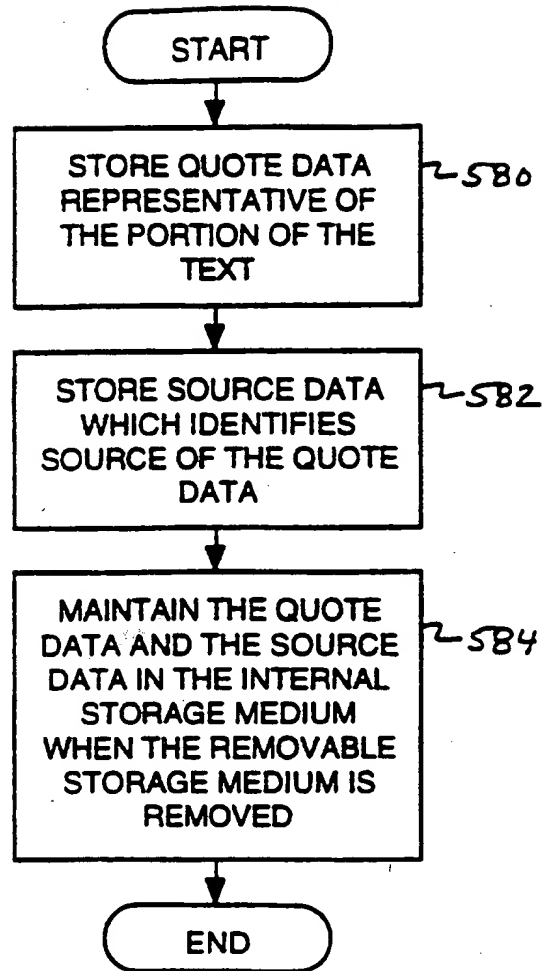 START
STORE QUOTE DATA
REPRESENTATIVE OF
THE PORTION OF THE
TEXT
580
STORE SOURCE DATA
WHICH IDENTIFIES
SOURCE OF THE QUOTE
DATA
582
MAINTAIN THE QUOTE
DATA AND THE SOURCE
DATA IN THE INTERNAL
STORAGE MEDIUM
WHEN THE REMOVABLE
STORAGE MEDIUM IS
REMOVED
584
END